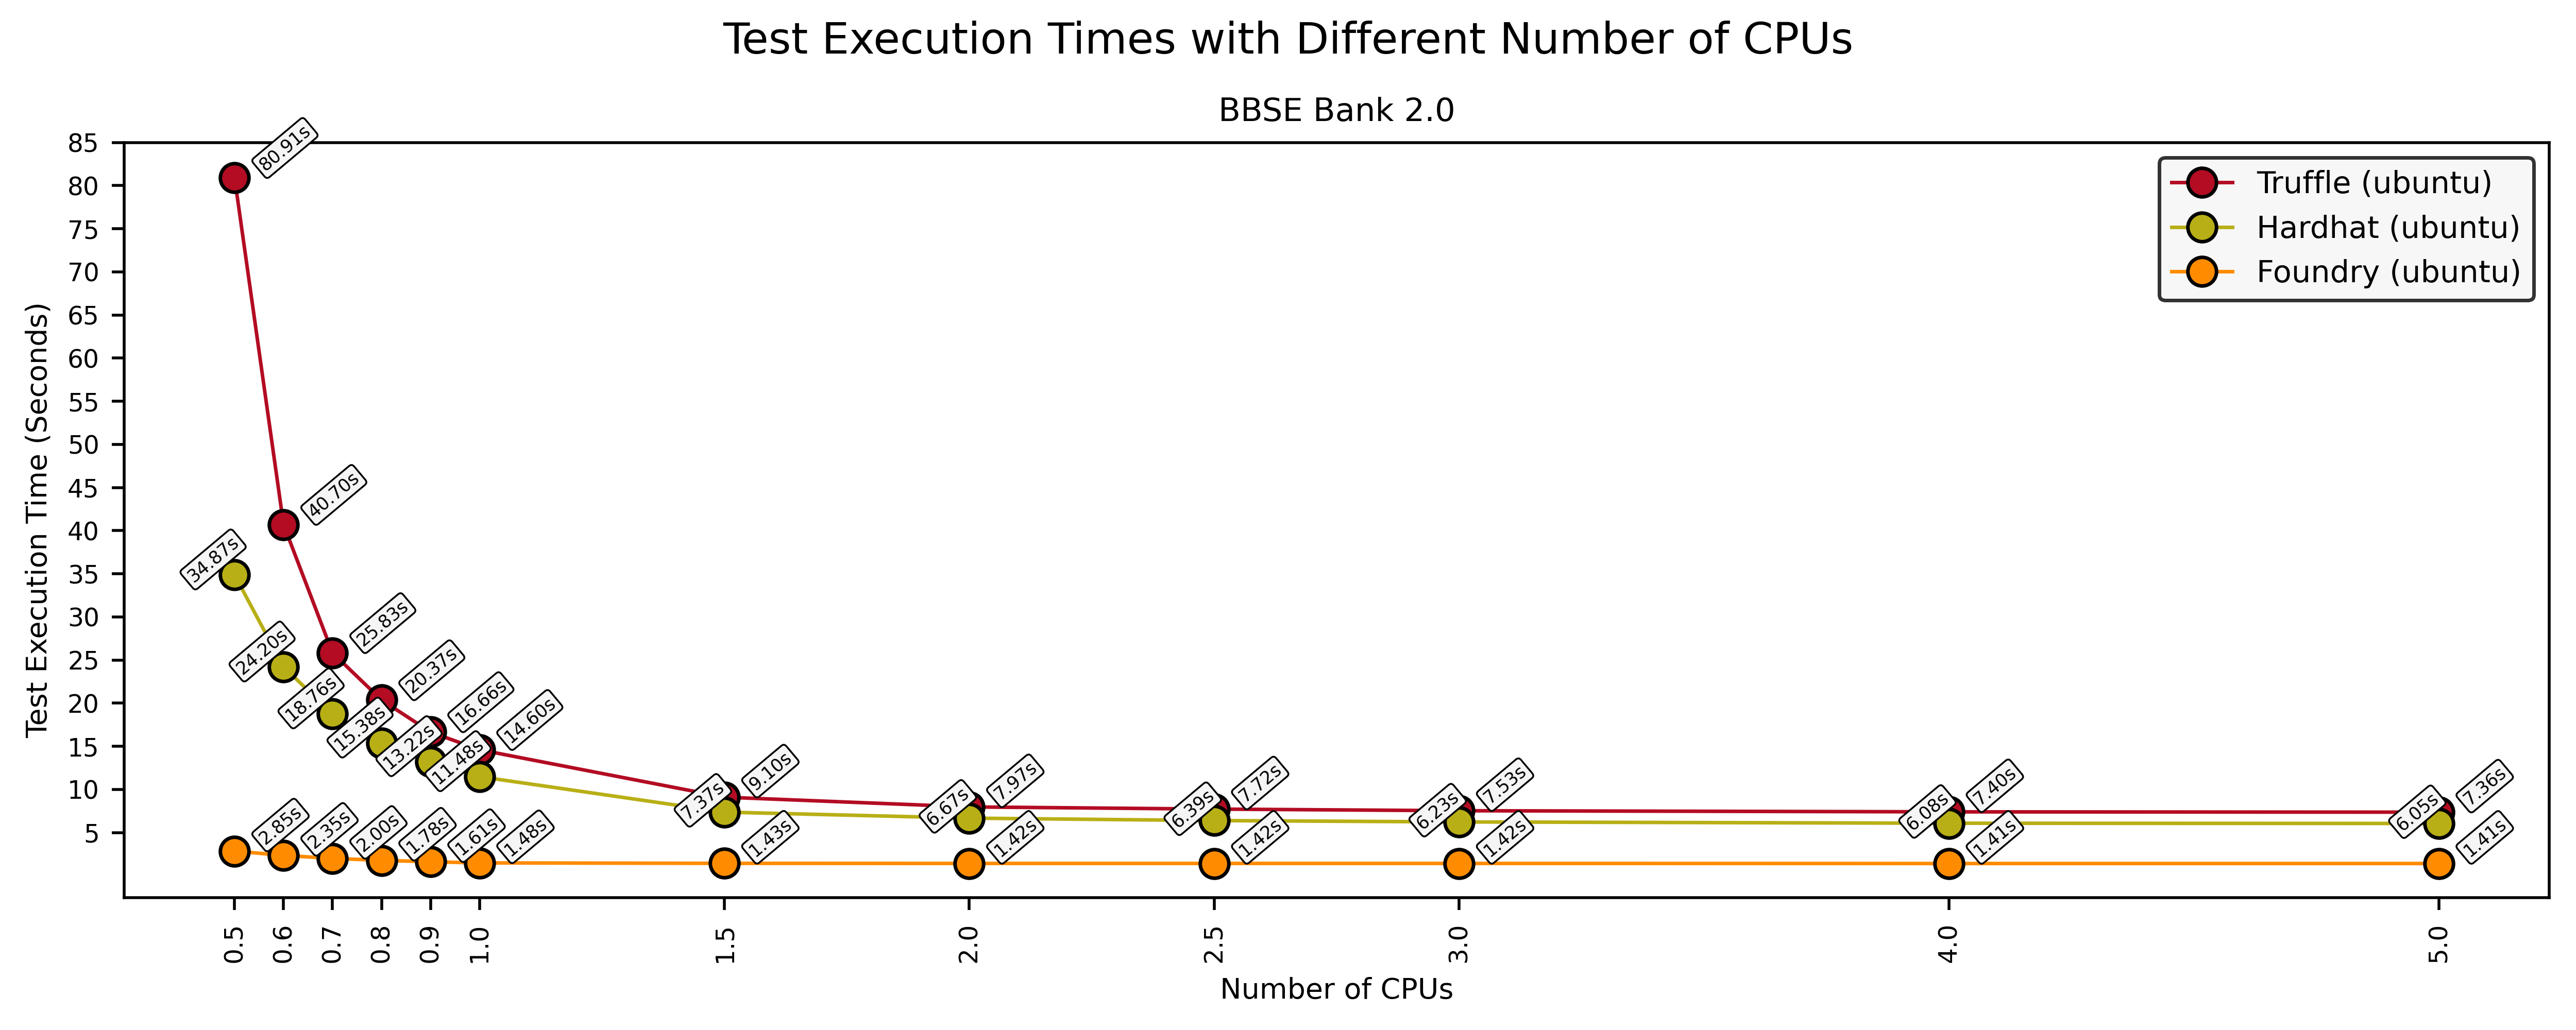 Test Execution Times with Different Number of CPUs
BBSE Bank 2.0
Test Execution Time (Seconds)
85
80
75
70
65
60
55
50
45
40
35
30
25
20
15
10
5
Truffle (ubuntu)
Hardhat (ubuntu)
Foundry (ubuntu)
80.91s
40.70s
25.83s
20.37s
16.66s
14.60s
9.10s
7.97s
7.72s
7.53s
7.40s
7.36s
34.87s
24.20s
18.76s
15.38s
13.22s
11.48s
7.37s
6.67s
6.39s
6.23s
6.08s
6.05s
2.85s
2.35s
2.00s
1.78s
1.61s
1.48s
1.43s
1.42s
1.42s
1.42s
1.41s
1.41s
0.5
0.6
0.7
0.8
0.9
1.0
1.5
2.0
2.5
3.0
4.0
5.0
Number of CPUs